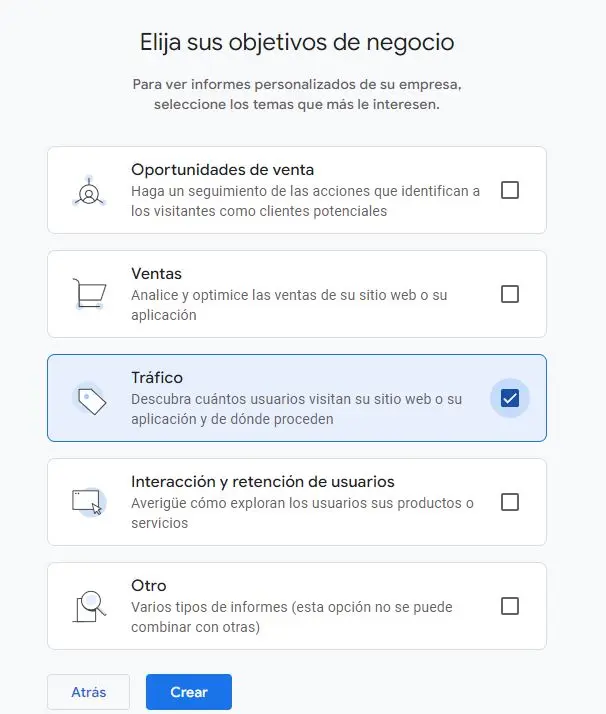 Elija sus objetivos de negocio
Para ver informes personalizados de su empresa,
seleccione los temas que más le interesen.
Oportunidades de venta
Haga un seguimiento de las acciones que identifican a
los visitantes como clientes potenciales
Ventas
Analice y optimice las ventas de su sitio web o su
aplicación
Tráfico
Descubra cuántos usuarios visitan su sitio web o su
aplicación y de dónde proceden
Interacción y retención de usuarios
Averigüe cómo exploran los usuarios sus productos o
servicios
Otro
Varios tipos de informes (esta opción no se puede
combinar con otras)
Atrás
Crear